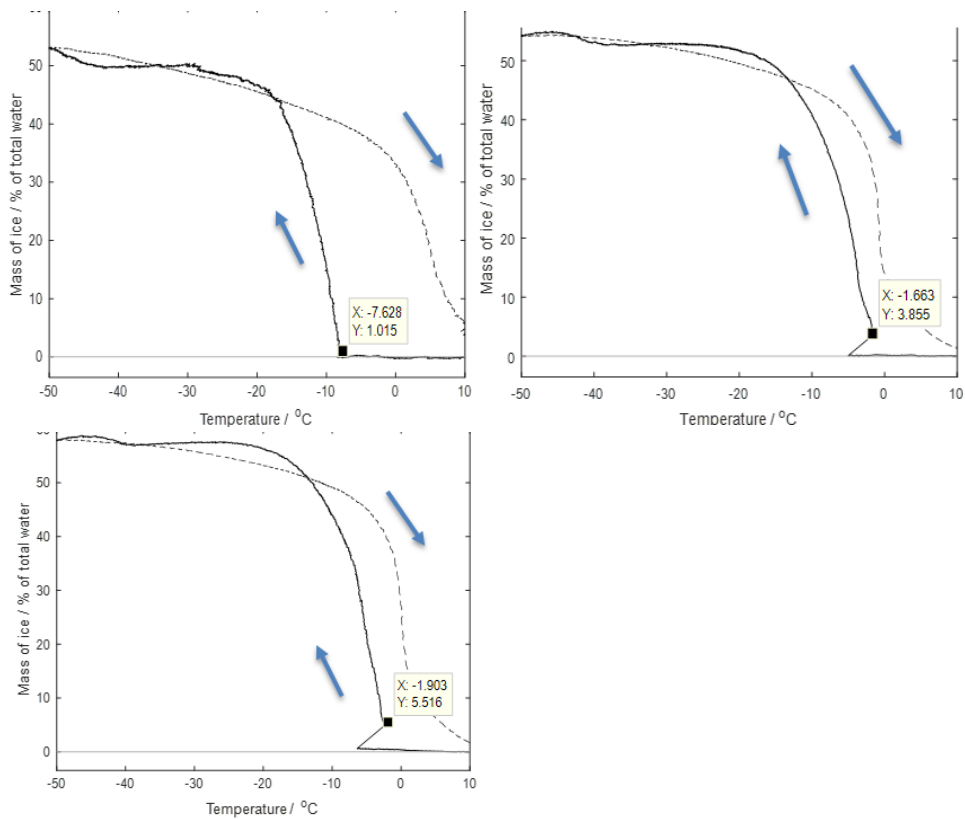 Mass of ice / % of total water
50
40
30
20
10
0
X: -7.628
Y: 1.015
-50 -40 -30 -20 -10 0 10
Temperature / °C
Mass of ice / % of total water
50
40
30
20
10
0
X: -1.663
Y: 3.855
-50 -40 -30 -20 -10 0 10
Temperature / °C
Mass of ice / % of total water
50
40
30
20
10
0
X: -1.903
Y: 5.516
-50 -40 -30 -20 -10 0 10
Temperature / °C